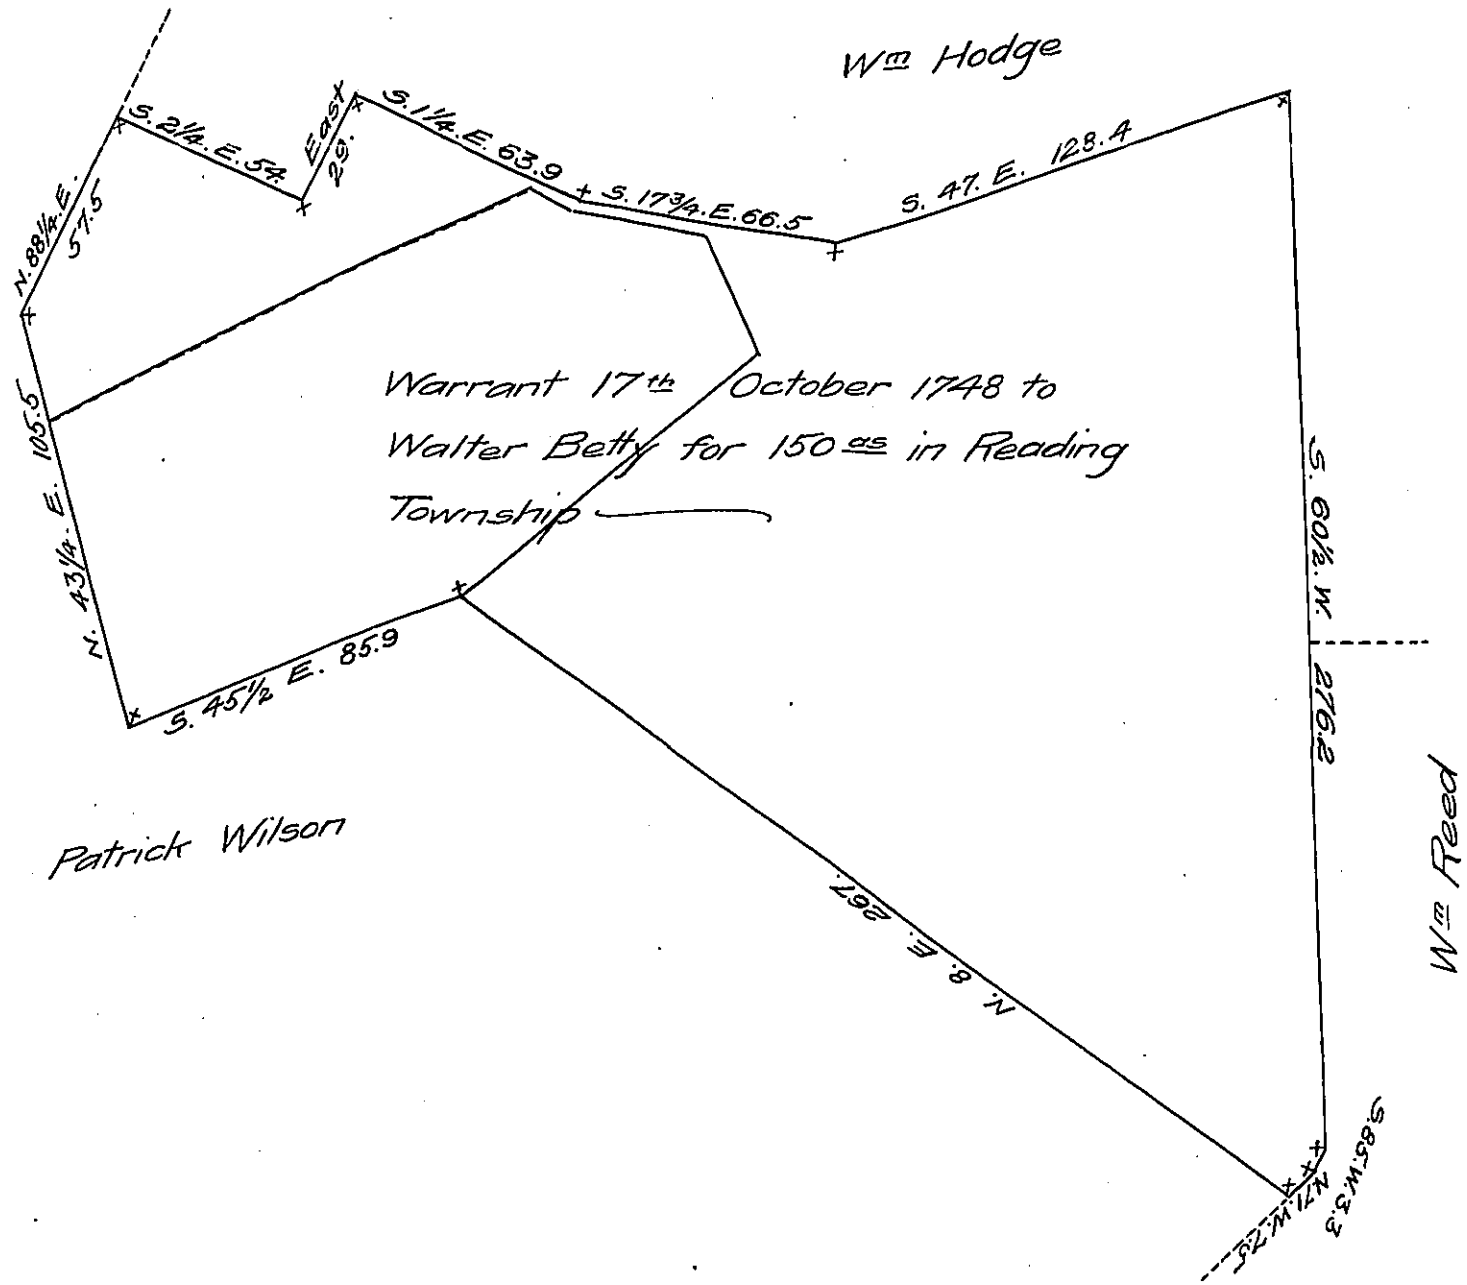 Wm Hodge
S. 2¼. E. 54.
East
29.
S. 1¼. E. 63.9
S. 17¾. E. 66.5
S. 47. E. 128.4
N. 88¼. E.
57.5
N. 43¼. E. 105.5
Warrant 17th October 1748 to
Walter Betty for 150 as in Reading
Township
S. 60½. W. 276.2
S. 45½ E. 85.9
Patrick Wilson
Wm Reed
N. 8. E. 267.
S. 85. W. 3.3
N. 71. W. 7.5